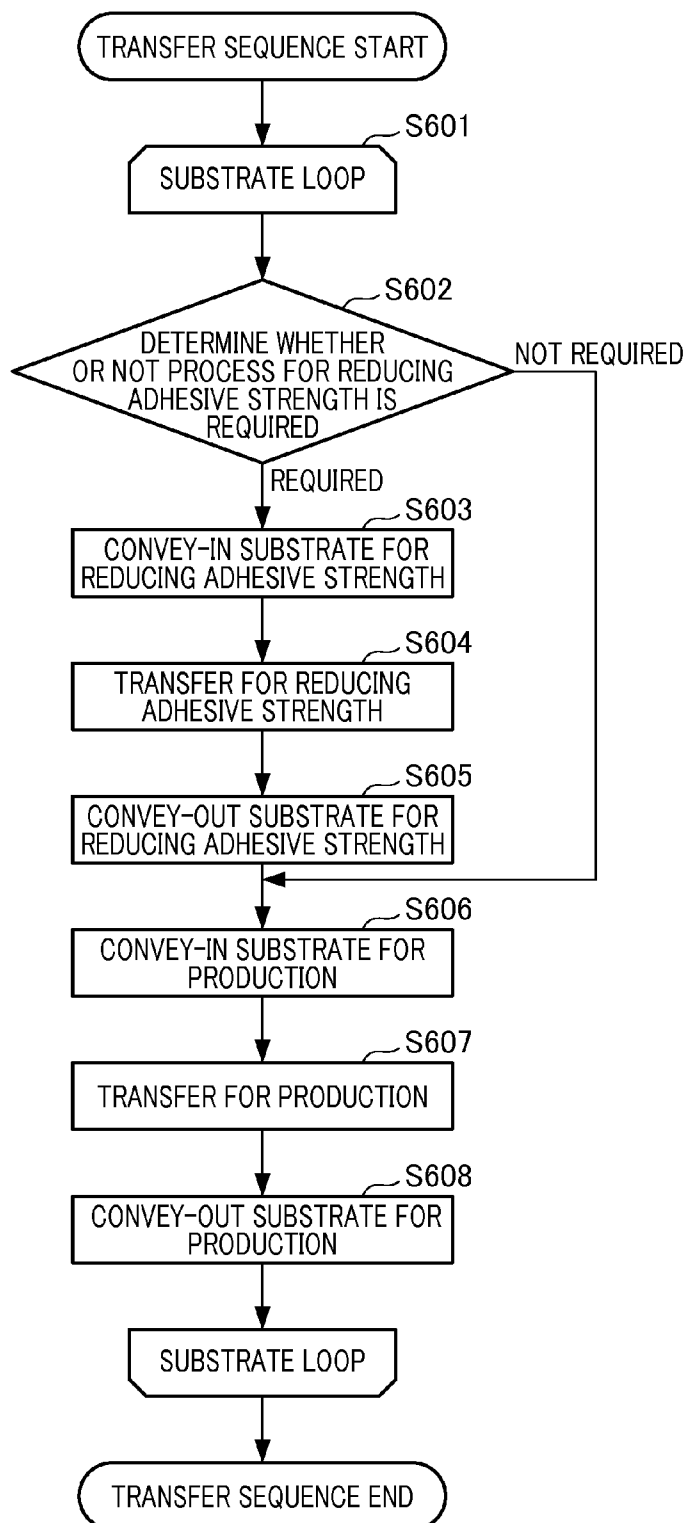 TRANSFER SEQUENCE START
S601
SUBSTRATE LOOP
S602
DETERMINE WHETHER
OR NOT PROCESS FOR REDUCING
ADHESIVE STRENGTH IS
REQUIRED
NOT REQUIRED
REQUIRED
S603
CONVEY-IN SUBSTRATE FOR
REDUCING ADHESIVE STRENGTH
S604
TRANSFER FOR REDUCING
ADHESIVE STRENGTH
S605
CONVEY-OUT SUBSTRATE FOR
REDUCING ADHESIVE STRENGTH
S606
CONVEY-IN SUBSTRATE FOR
PRODUCTION
S607
TRANSFER FOR PRODUCTION
S608
CONVEY-OUT SUBSTRATE FOR
PRODUCTION
SUBSTRATE LOOP
TRANSFER SEQUENCE END